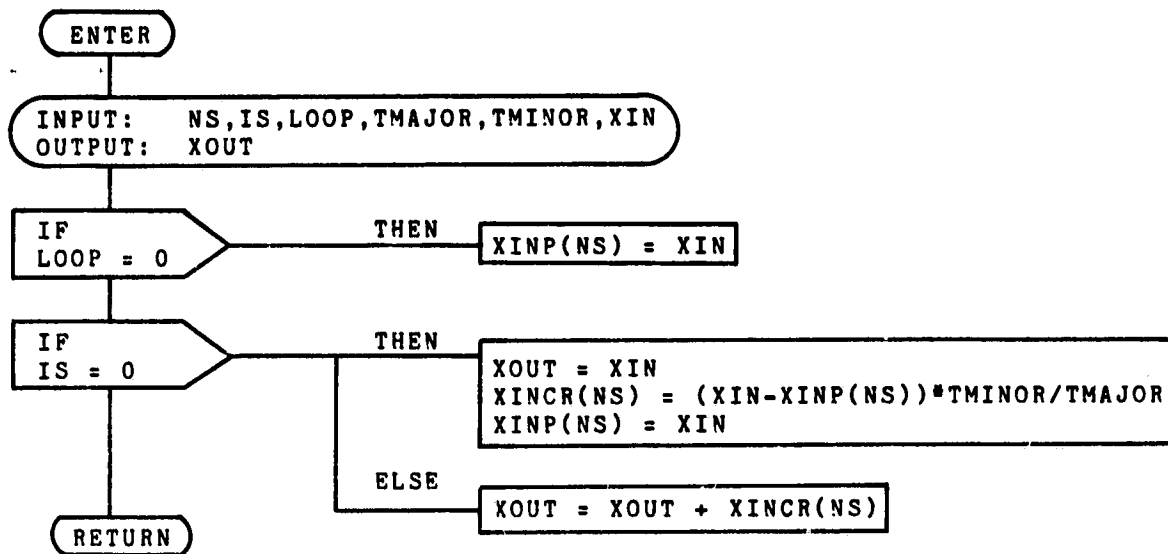 ENTER
INPUT: NS,IS,LOOP,TMAJOR,TMINOR,XIN
OUTPUT: XOUT
IF
LOOP = 0
THEN
XINP(NS) = XIN
IF
IS = 0
THEN
XOUT = XIN
XINCR(NS) = (XIN-XINP(NS))*TMINOR/TMAJOR
XINP(NS) = XIN
ELSE
XOUT = XOUT + XINCR(NS)
RETURN